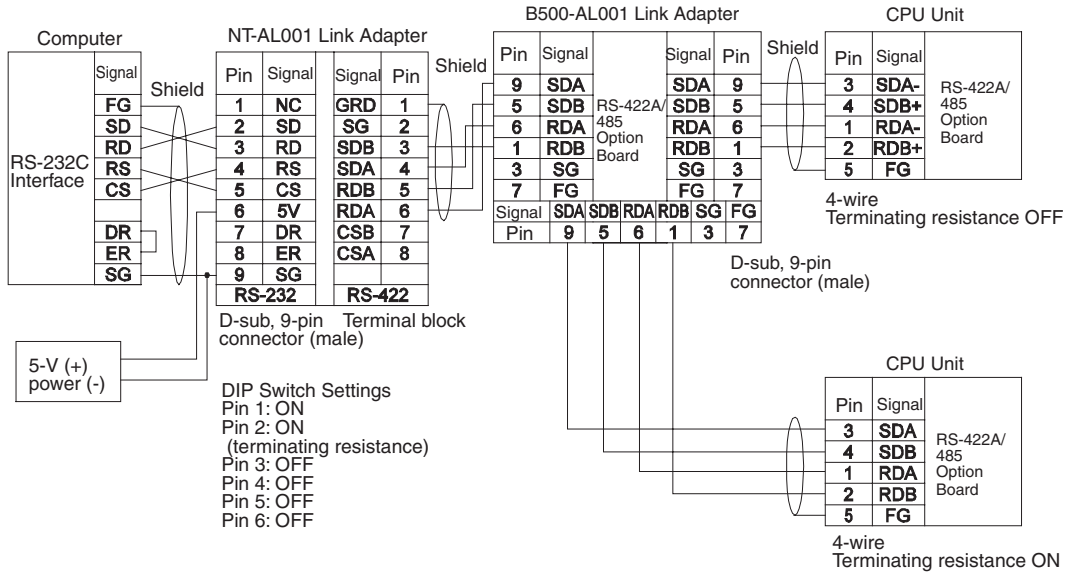 B500-AL001 Link Adapter
CPU Unit
Computer
NT-AL001 Link Adapter
Signal
FG
SD
RD
RS
CS
DR
ER
SG
RS-232C
Interface
Shield
Pin Signal Signal Pin
1 NC GRD 1
2 SD SG 2
3 RD SDB 3
4 RS SDA 4
5 CS RDB 5
6 5V RDA 6
7 DR CSB 7
8 ER CSA 8
9 SG
RS-232 RS-422
D-sub, 9-pin Terminal block
connector (male)
Shield
Pin Signal Signal Pin
9 SDA SDA 9
5 SDB SDB 5
6 RDA RDA 6
1 RDB RDB 1
3 SG SG 3
7 FG FG 7
RS-422A/
485
Option
Board
Signal SDA SDB RDA RDB SG FG
Pin 9 5 6 1 3 7
D-sub, 9-pin
connector (male)
Shield
Pin Signal
3 SDA-
4 SDB+
1 RDA-
2 RDB+
5 FG
RS-422A/
485
Option
Board
4-wire
Terminating resistance OFF
5-V (+)
power (-)
DIP Switch Settings
Pin 1: ON
Pin 2: ON
(terminating resistance)
Pin 3: OFF
Pin 4: OFF
Pin 5: OFF
Pin 6: OFF
CPU Unit
Pin Signal
3 SDA
4 SDB
1 RDA
2 RDB
5 FG
RS-422A/
485
Option
Board
4-wire
Terminating resistance ON